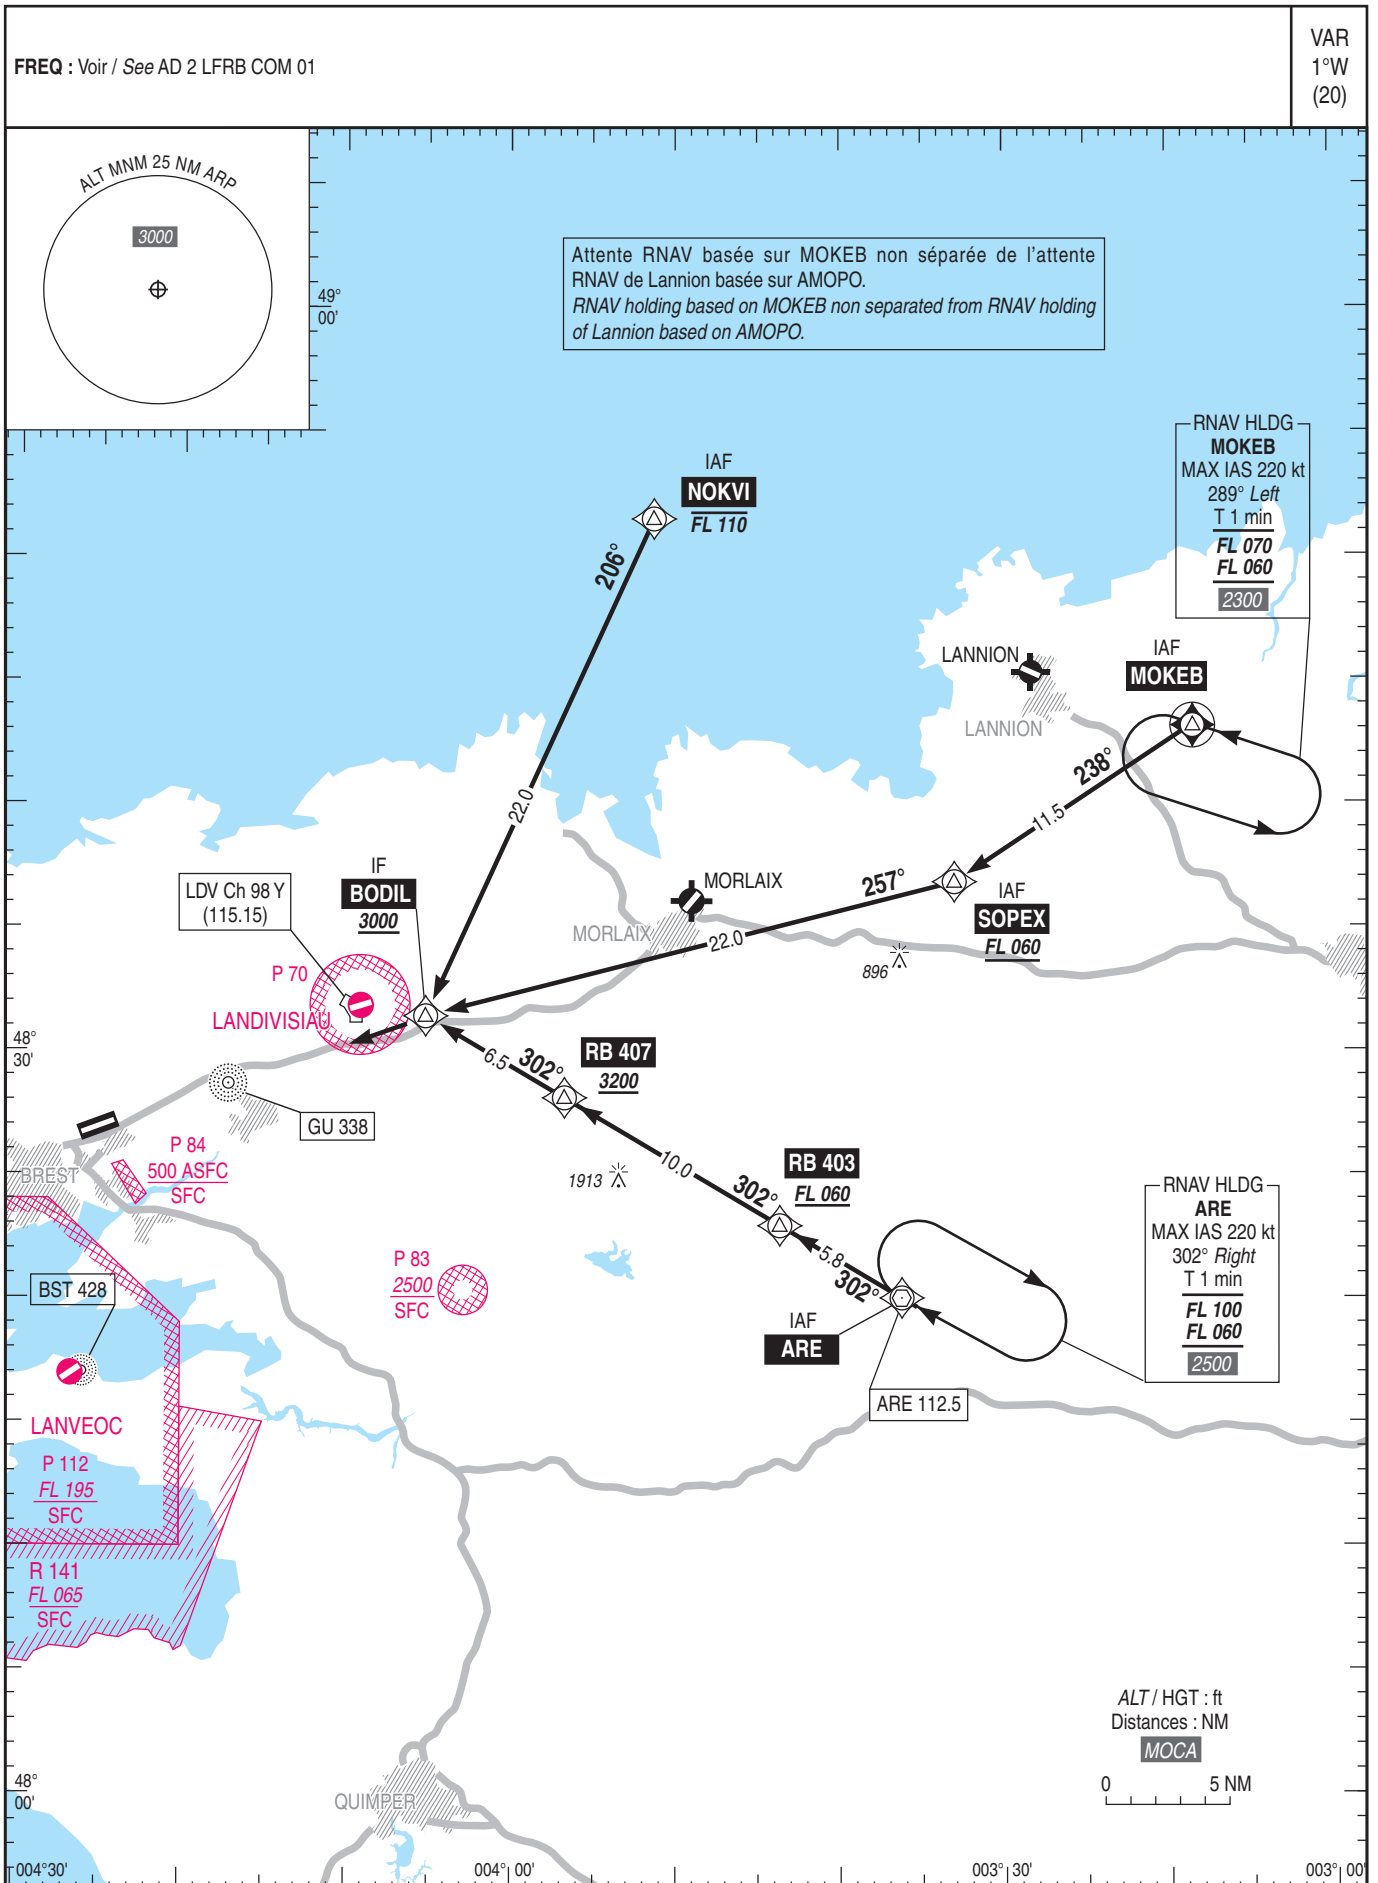 FREQ : Voir / See AD 2 LFRB COM 01
VAR
1°W
(20)
ALT MNM 25 NM ARP
3000
49°
00'
Attente RNAV basée sur MOKEB non séparée de l'attente
RNAV de Lannion basée sur AMOPO.
RNAV holding based on MOKEB non separated from RNAV holding
of Lannion based on AMOPO.
RNAV HLDG
MOKEB
MAX IAS 220 kt
289° Left
T 1 min
FL 070
FL 060
2300
IAF
NOKVI
FL 110
206°
22.0
LANNION
LANNION
IAF
MOKEB
238°
11.5
IF
BODIL
3000
LDV Ch 98 Y
(115.15)
MORLAIX
MORLAIX
257°
22.0
IAF
SOPEX
FL 060
896
P 70
LANDIVISIAU
48°
30'
6.5
302°
RB 407
3200
GU 338
P 84
500 ASFC
SFC
BREST
1913
10.0
302°
RB 403
FL 060
5.8
302°
RNAV HLDG
ARE
MAX IAS 220 kt
302° Right
T 1 min
FL 100
FL 060
2500
P 83
2500
SFC
BST 428
IAF
ARE
ARE 112.5
LANVEOC
P 112
FL 195
SFC
R 141
FL 065
SFC
ALT / HGT : ft
Distances : NM
MOCA
0 5 NM
48°
00'
QUIMPER
004°30'
004° 00'
003° 30'
003° 00'